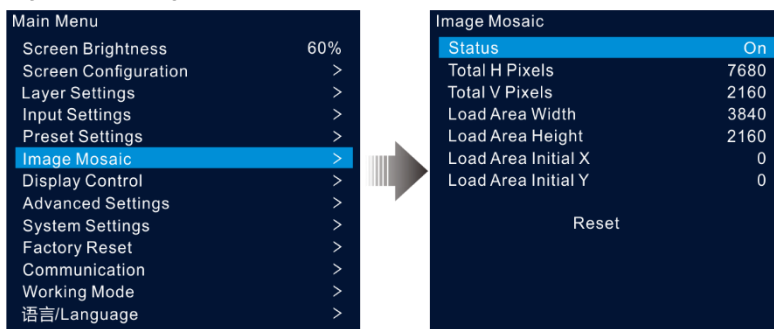 Main Menu
Screen Brightness 60%
Screen Configuration >
Layer Settings >
Input Settings >
Preset Settings >
Image Mosaic >
Display Control >
Advanced Settings >
System Settings >
Factory Reset >
Communication >
Working Mode >
语言/Language >
Image Mosaic
Status On
Total H Pixels 7680
Total V Pixels 2160
Load Area Width 3840
Load Area Height 2160
Load Area Initial X 0
Load Area Initial Y 0
Reset